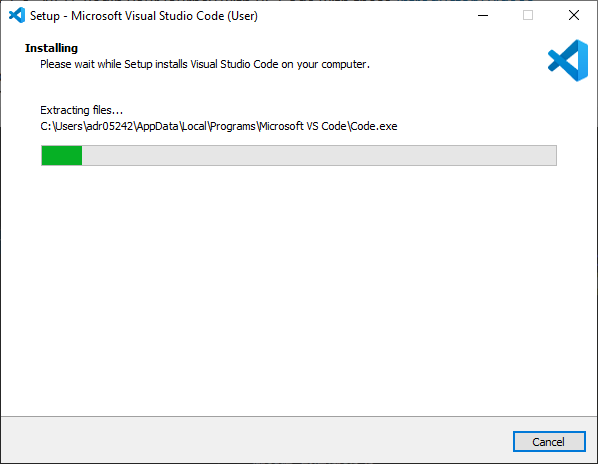 Setup - Microsoft Visual Studio Code (User)
Installing
Please wait while Setup installs Visual Studio Code on your computer.
Extracting files...
C:\Users\adr05242\AppData\Local\Programs\Microsoft VS Code\Code.exe
Cancel